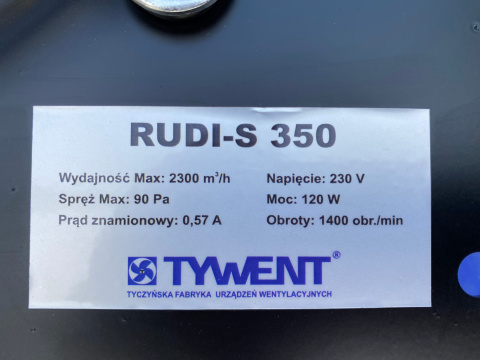 RUDI-S 350
Wydajność Max: 2300 m³/h
Spręż Max: 90 Pa
Prąd znamionowy: 0,57 A
Napięcie: 230 V
Moc: 120 W
Obroty: 1400 obr./min
TYWENT®
TYCZYŃSKA FABRYKA URZĄDZEŃ WENTYLACYJNYCH